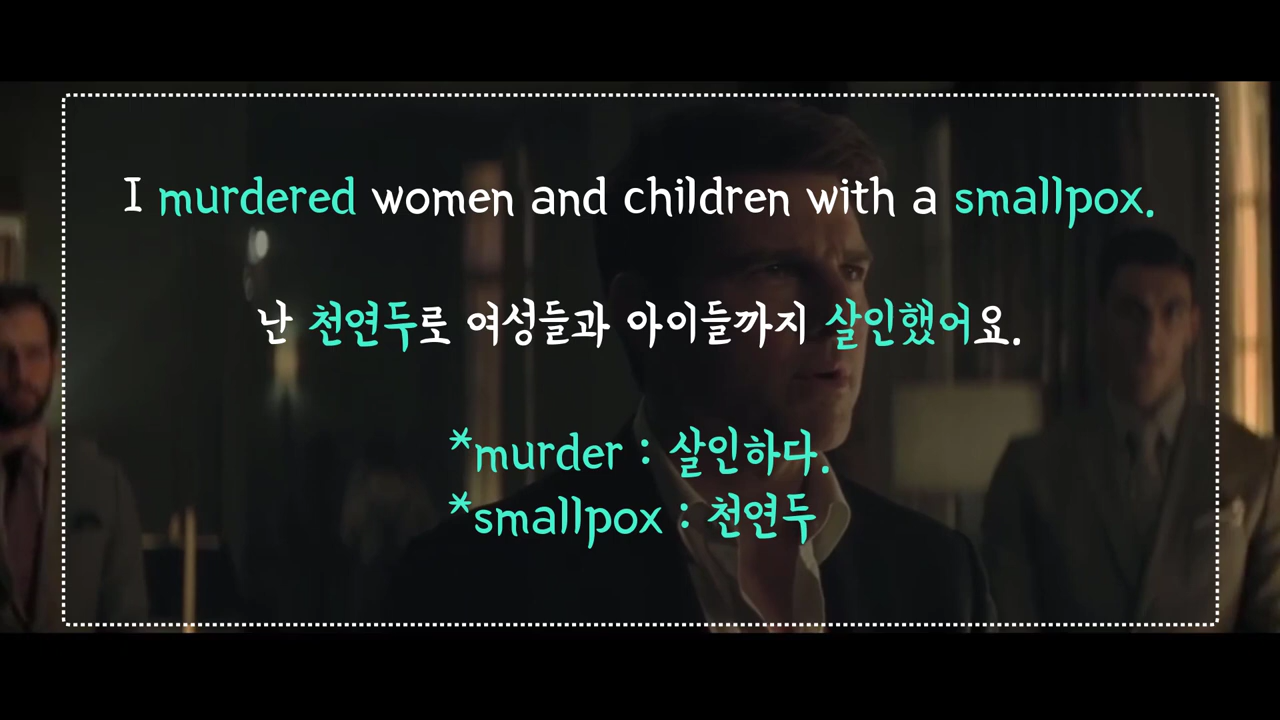 I murdered women and children with a smallpox.
난 천연두로 여성들과 아이들까지 살인했어요.
*murder : 살인하다.
*smallpox : 천연두